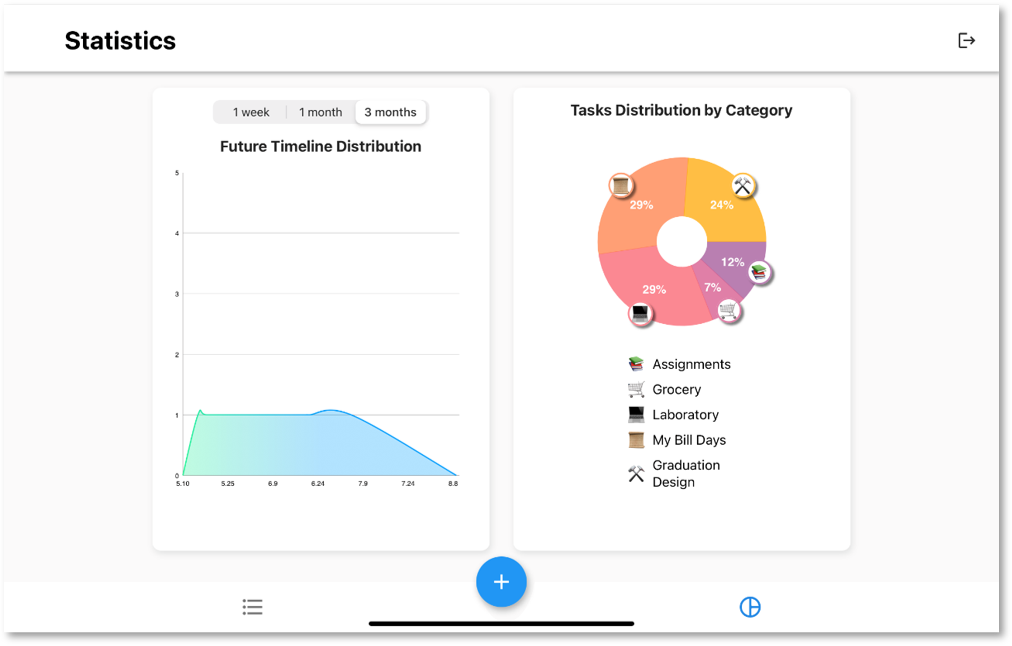 Statistics
1 week 1 month 3 months
Future Timeline Distribution
5
4
3
2
1
0
5.10 5.25 6.9 6.24 7.9 7.24 8.8
Tasks Distribution by Category
29% 24%
12%
29% 7%
Assignments
Grocery
Laboratory
My Bill Days
Graduation
Design